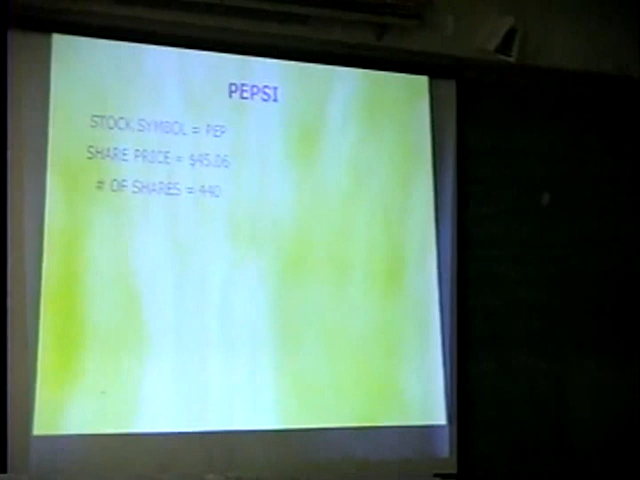 PEPSI
STOCK SYMBOL = PEP
SHARE PRICE = $45.06
# OF SHARES = 440